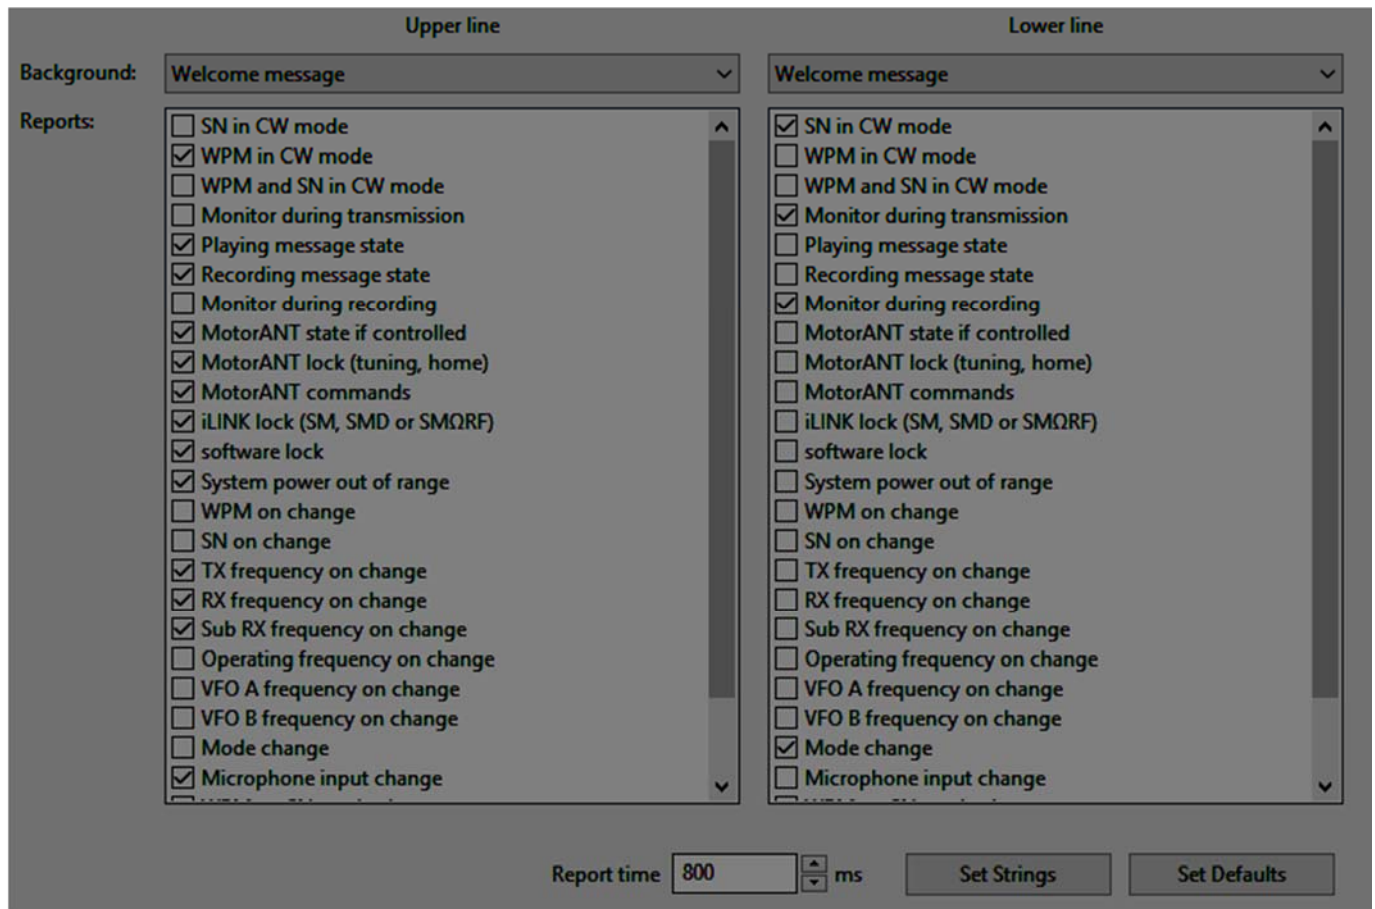 Upper line
Lower line
Background:
Welcome message
Welcome message
Reports:
SN in CW mode
WPM in CW mode
WPM and SN in CW mode
Monitor during transmission
Playing message state
Recording message state
Monitor during recording
MotorANT state if controlled
MotorANT lock (tuning, home)
MotorANT commands
iLINK lock (SM, SMD or SMΩRF)
software lock
System power out of range
WPM on change
SN on change
TX frequency on change
RX frequency on change
Sub RX frequency on change
Operating frequency on change
VFO A frequency on change
VFO B frequency on change
Mode change
Microphone input change
SN in CW mode
WPM in CW mode
WPM and SN in CW mode
Monitor during transmission
Playing message state
Recording message state
Monitor during recording
MotorANT state if controlled
MotorANT lock (tuning, home)
MotorANT commands
iLINK lock (SM, SMD or SMΩRF)
software lock
System power out of range
WPM on change
SN on change
TX frequency on change
RX frequency on change
Sub RX frequency on change
Operating frequency on change
VFO A frequency on change
VFO B frequency on change
Mode change
Microphone input change
Report time 800 ms
Set Strings
Set Defaults